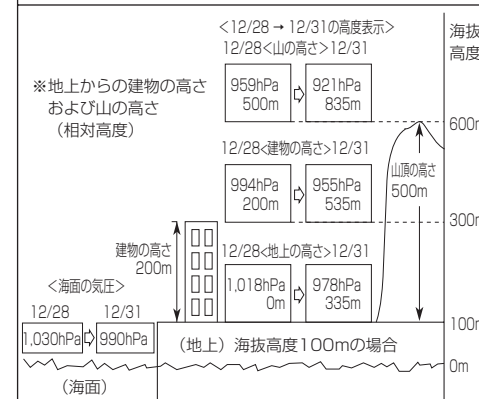 <12/28 → 12/31の高度表示>
12/28<山の高さ>12/31
959hPa
500m
921hPa
835m
※地上からの建物の高さ
および山の高さ
（相対高度）
海抜
高度
600m
12/28<建物の高さ>12/31
994hPa
200m
955hPa
535m
山頂の高さ
500m
300m
建物の高さ
200m
12/28<地上の高さ>12/31
1,018hPa
0m
978hPa
335m
<海面の気圧>
12/28 12/31
1,030hPa 990hPa
（地上）海抜高度100mの場合
100m
0m
（海面）